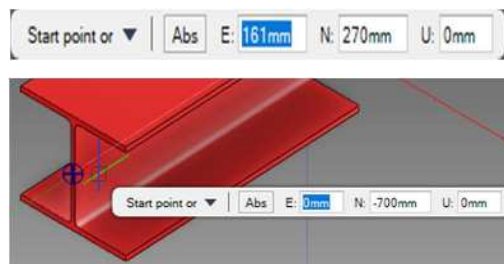 Start point or ▼ Abs E: 161mm N: 270mm U: 0mm
Start point or ▼ Abs E: 0mm N: -700mm U: 0mm